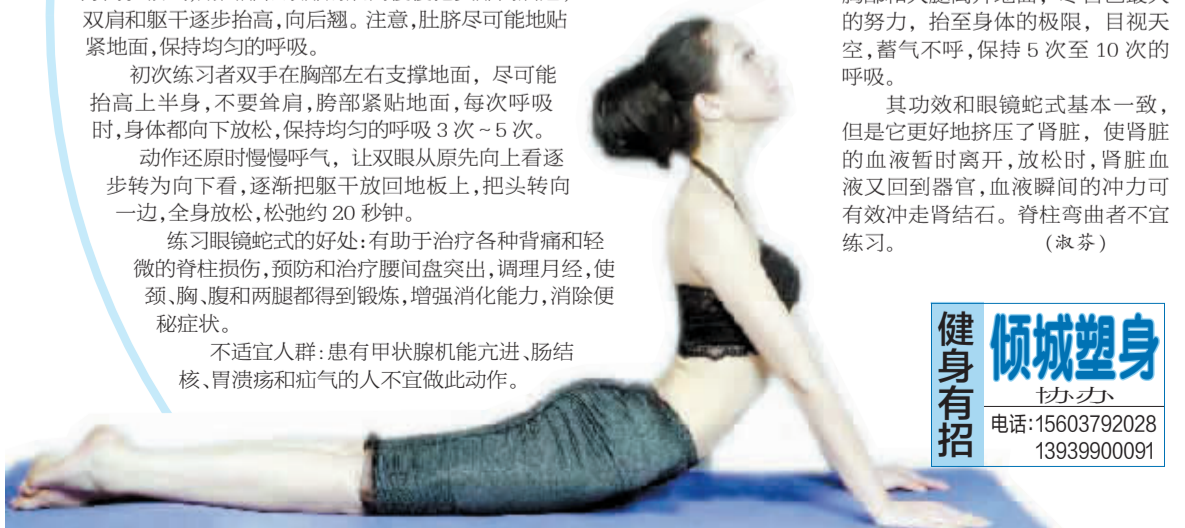 双肩和躯干逐步抬高,向后翘。注意,肚脐尽可能地贴
紧地面,保持均匀的呼吸。
初次练习者双手在胸部左右支撑地面，尽可能
抬高上半身,不要耸肩,胯部紧贴地面,每次呼吸
时,身体都向下放松,保持均匀的呼吸3次~5次。
动作还原时慢慢呼气，让双眼从原先向上看逐
步转为向下看,逐渐把躯干放回地板上,把头转向
一边,全身放松,松弛约20秒钟。
练习眼镜蛇式的好处:有助于治疗各种背痛和轻
微的脊柱损伤,预防和治疗腰间盘突出,调理月经,使
颈、胸、腹和两腿都得到锻炼,增强消化能力,消除便
秘症状。
不适宜人群:患有甲状腺机能亢进、肠结
核、胃溃疡和疝气的人不宜做此动作。
的努力，抬至身体的极限，目视天
空,蓄气不呼,保持5次至10次的
呼吸。
其功效和眼镜蛇式基本一致，
但是它更好地挤压了肾脏，使肾脏
的血液暂时离开,放松时,肾脏血
液又回到器官,血液瞬间的冲力可
有效冲走肾结石。脊柱弯曲者不宜
练习。 (淑芬)
健身有招
倾城塑身
协办
电话:15603792028
13939900091